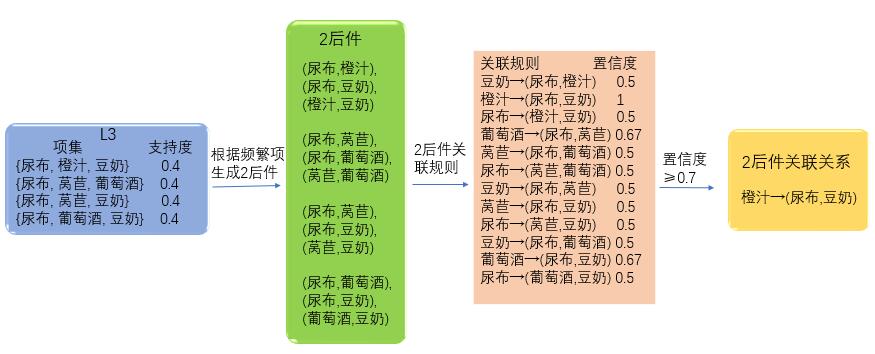 L3
项集 支持度
{尿布, 橙汁, 豆奶} 0.4
{尿布, 莴苣, 葡萄酒} 0.4
{尿布, 莴苣, 豆奶} 0.4
{尿布, 葡萄酒, 豆奶} 0.4
根据频繁项
生成2后件
2后件
(尿布,橙汁),
(尿布,豆奶),
(橙汁,豆奶)
(尿布,莴苣),
(尿布,葡萄酒),
(莴苣,葡萄酒)
(尿布,莴苣),
(尿布,豆奶),
(莴苣,豆奶)
(尿布,葡萄酒),
(尿布,豆奶),
(葡萄酒,豆奶)
2后件关
联规则
关联规则 置信度
豆奶→(尿布,橙汁) 0.5
橙汁→(尿布,豆奶) 1
尿布→(橙汁,豆奶) 0.5
葡萄酒→(尿布,莴苣) 0.67
莴苣→(尿布,葡萄酒) 0.5
尿布→(莴苣,葡萄酒) 0.5
豆奶→(尿布,莴苣) 0.5
莴苣→(尿布,豆奶) 0.5
尿布→(莴苣,豆奶) 0.5
豆奶→(尿布,葡萄酒) 0.5
葡萄酒→(尿布,豆奶) 0.67
尿布→(葡萄酒,豆奶) 0.5
置信度
≥0.7
2后件关联关系
橙汁→(尿布,豆奶)